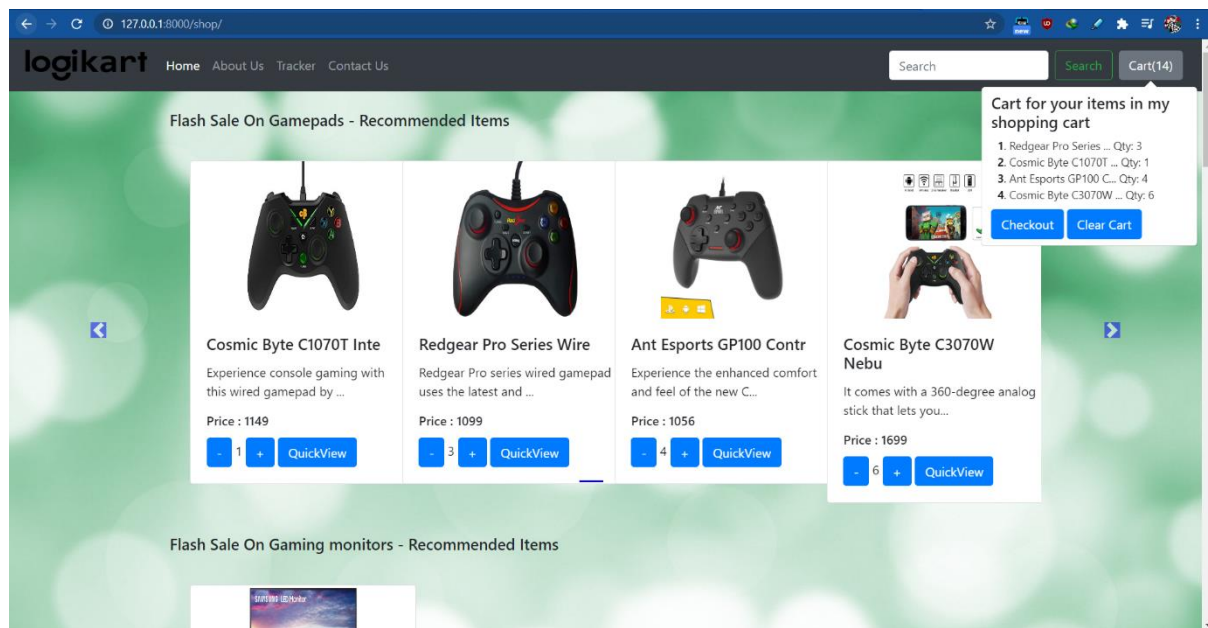 127.0.0.1:8000/shop/
new
logikart Home About Us Tracker Contact Us Search Search Cart(14)
Cart for your items in my
shopping cart
1. Redgear Pro Series ... Qty: 3
2. Cosmic Byte C1070T ... Qty: 1
3. Ant Esports GP100 C... Qty: 4
4. Cosmic Byte C3070W ... Qty: 6
Checkout Clear Cart
Flash Sale On Gamepads - Recommended Items
Cosmic Byte C1070T Inte
Experience console gaming with
this wired gamepad by ...
Price : 1149
- 1 + QuickView
Redgear Pro Series Wire
Redgear Pro series wired gamepad
uses the latest and ...
Price : 1099
- 3 + QuickView
Ant Esports GP100 Contr
Experience the enhanced comfort
and feel of the new C...
Price : 1056
- 4 + QuickView
Cosmic Byte C3070W
Nebu
It comes with a 360-degree analog
stick that lets you...
Price : 1699
- 6 + QuickView
Flash Sale On Gaming monitors - Recommended Items
SAMSUNG LED Monitor